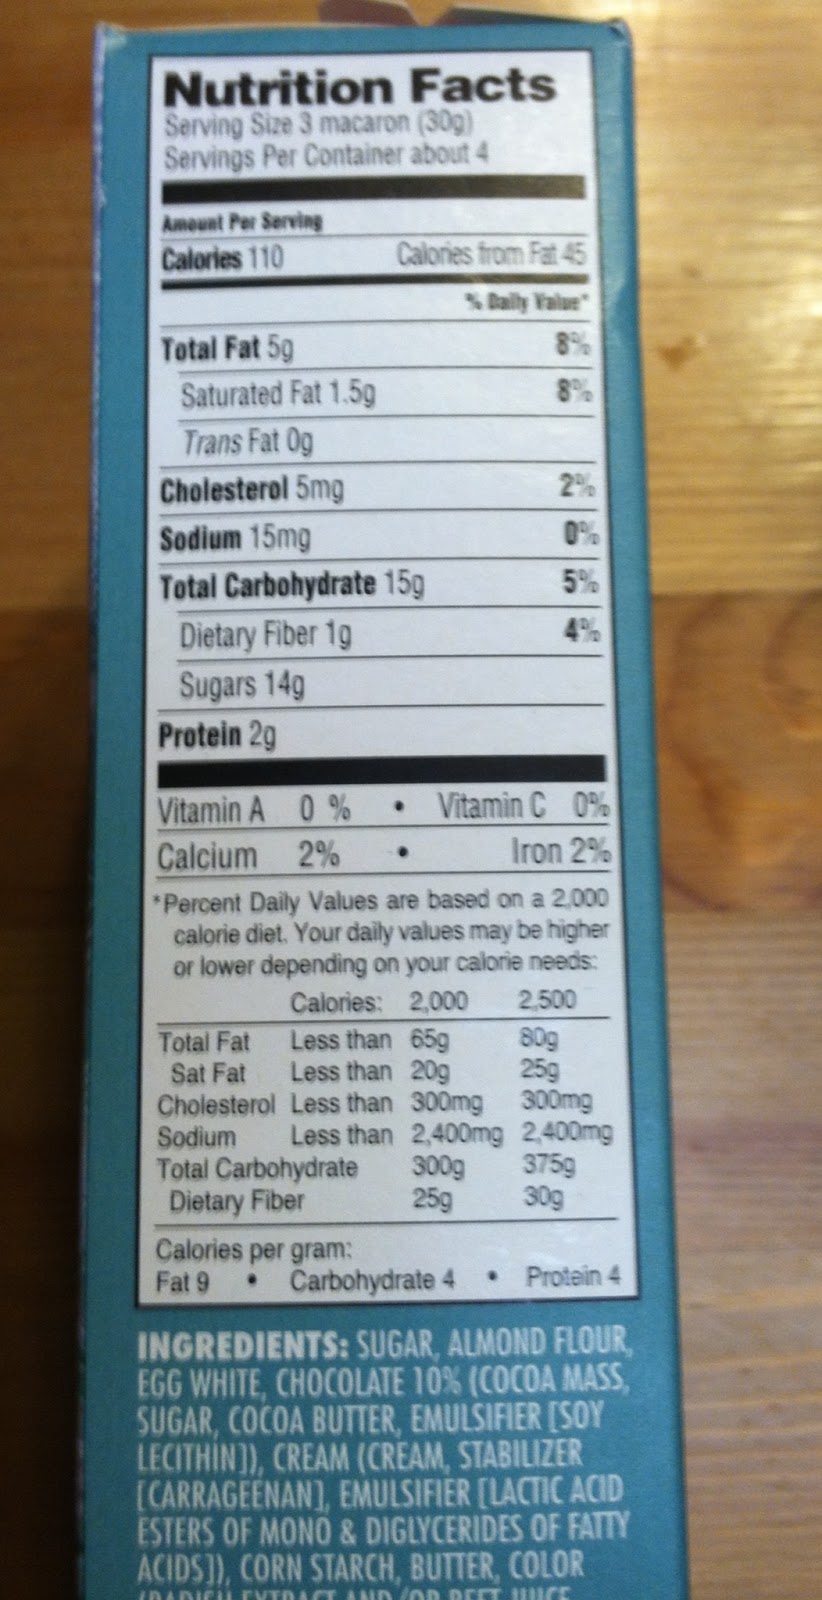 Nutrition Facts
Serving Size 3 macaron (30g)
Servings Per Container about 4
Amount Per Serving
Calories 110 Calories from Fat 45
% Daily Value*
Total Fat 5g 8%
Saturated Fat 1.5g 8%
Trans Fat 0g
Cholesterol 5mg 2%
Sodium 15mg 0%
Total Carbohydrate 15g 5%
Dietary Fiber 1g 4%
Sugars 14g
Protein 2g
Vitamin A 0 % • Vitamin C 0%
Calcium 2% • Iron 2%
*Percent Daily Values are based on a 2,000
calorie diet. Your daily values may be higher
or lower depending on your calorie needs:
Calories: 2,000 2,500
Total Fat Less than 65g 80g
Sat Fat Less than 20g 25g
Cholesterol Less than 300mg 300mg
Sodium Less than 2,400mg 2,400mg
Total Carbohydrate 300g 375g
Dietary Fiber 25g 30g
Calories per gram:
Fat 9 • Carbohydrate 4 • Protein 4
INGREDIENTS: SUGAR, ALMOND FLOUR,
EGG WHITE, CHOCOLATE 10% (COCOA MASS,
SUGAR, COCOA BUTTER, EMULSIFIER [SOY
LECITHIN]), CREAM (CREAM, STABILIZER
[CARRAGEENAN], EMULSIFIER [LACTIC ACID
ESTERS OF MONO & DIGLYCERIDES OF FATTY
ACIDS]), CORN STARCH, BUTTER, COLOR
(RADISH EXTRACT AND/OR BEET JUICE